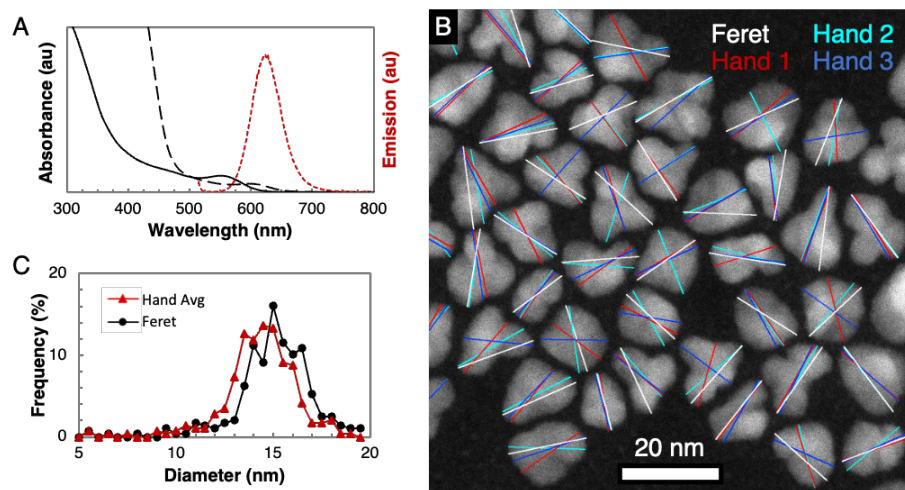 A
Absorbance (au)
Emission (au)
300 400 500 600 700 800
Wavelength (nm)
B
Feret Hand 2
Hand 1 Hand 3
20 nm
C
Frequency (%)
20
10
0
Hand Avg
Feret
5 10 15 20
Diameter (nm)